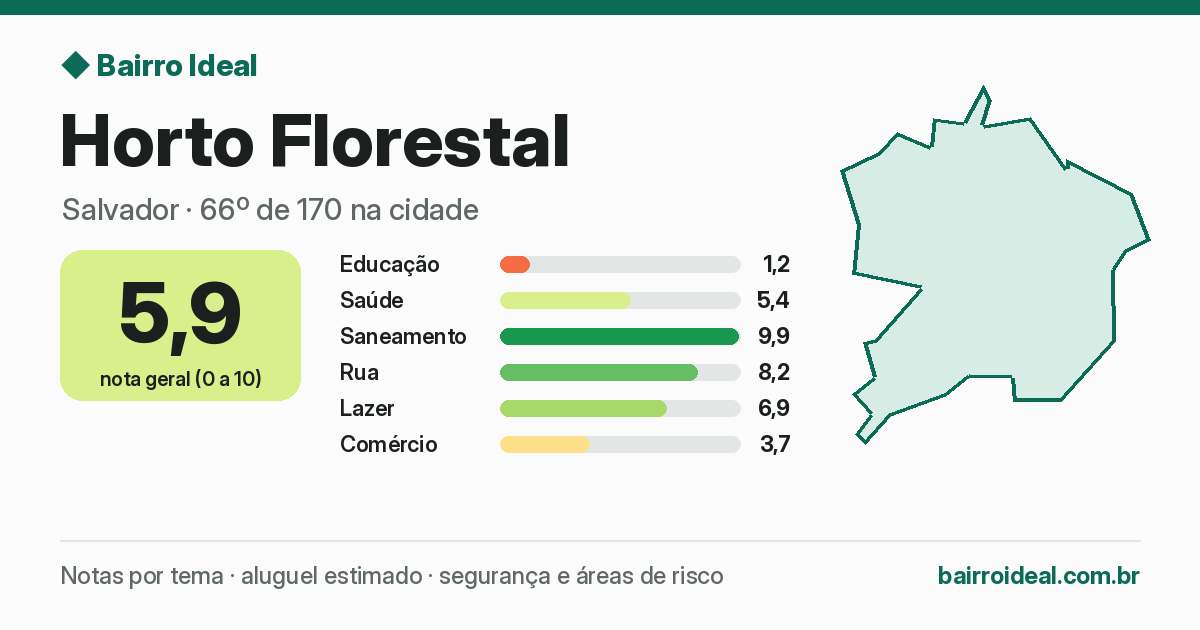 Bairro Ideal
Horto Florestal
Salvador · 66º de 170 na cidade
5,9
nota geral (0 a 10)
Educação 1,2
Saúde 5,4
Saneamento 9,9
Rua 8,2
Lazer 6,9
Comércio 3,7
Notas por tema · aluguel estimado · segurança e áreas de risco
bairroideal.com.br